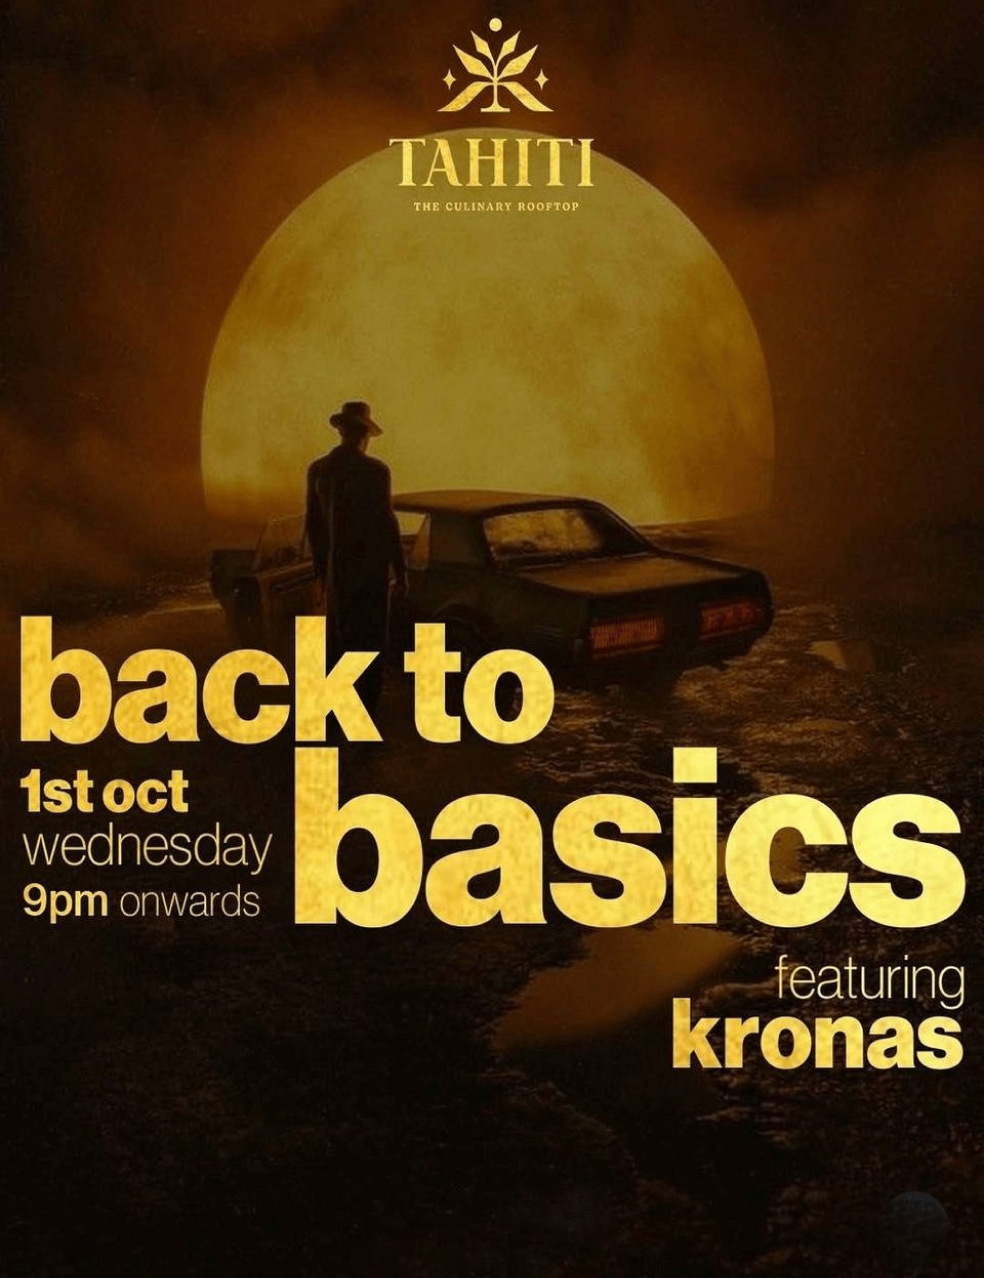 TAHITI
THE CULINARY ROOFTOP
back to
basics
1st oct
wednesday
9pm onwards
featuring
kronas